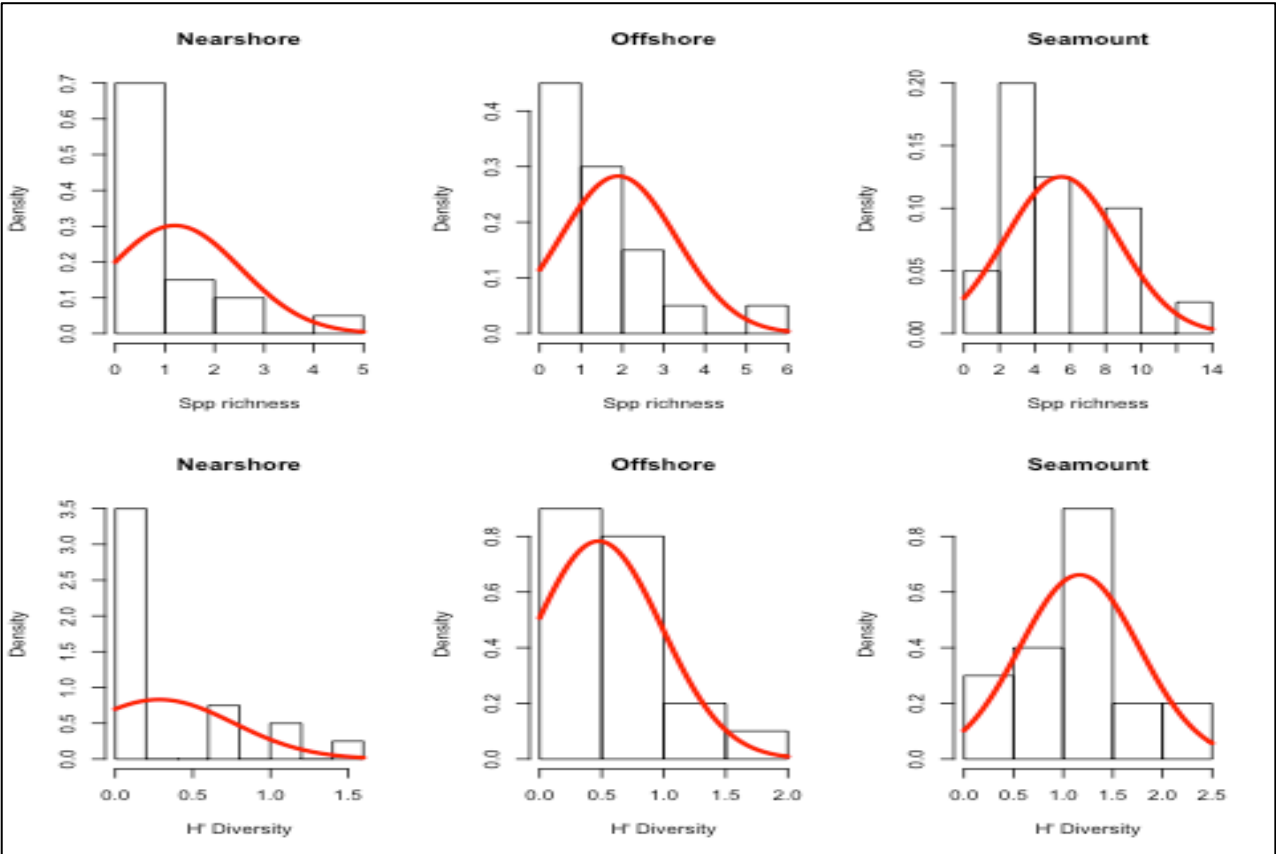 Nearshore
Offshore
Seamount
Density
0.0 0.1 0.2 0.3 0.4 0.5 0.6 0.7
0 1 2 3 4 5
Spp richness
Density
0.0 0.1 0.2 0.3 0.4
0 1 2 3 4 5 6
Spp richness
Density
0.00 0.05 0.10 0.15 0.20
0 2 4 6 8 10 14
Spp richness
Nearshore
Offshore
Seamount
Density
0.0 0.5 1.0 1.5 2.0 2.5 3.0 3.5
0.0 0.5 1.0 1.5
H' Diversity
Density
0.0 0.2 0.4 0.6 0.8
0.0 0.5 1.0 1.5 2.0
H' Diversity
Density
0.0 0.2 0.4 0.6 0.8
0.0 0.5 1.0 1.5 2.0 2.5
H' Diversity